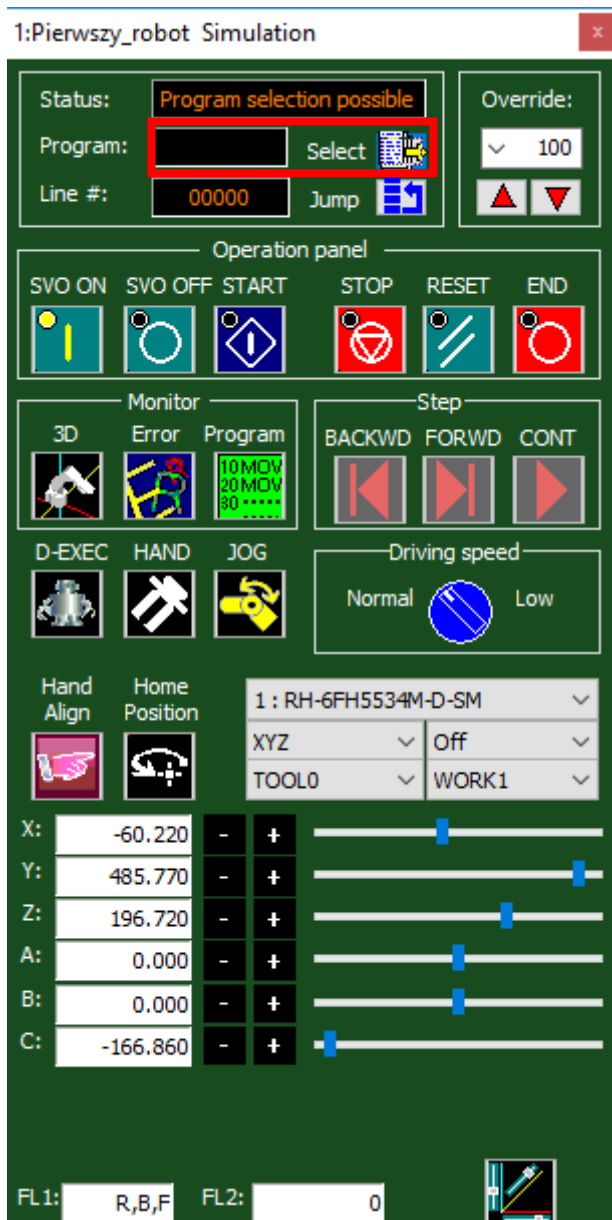 1:Pierwszy_robot Simulation x
Status: Program selection possible Override:
Program: Select 100
Line #: 00000 Jump
Operation panel
SVO ON SVO OFF START STOP RESET END
Monitor Step
3D Error Program BACKWD FORWD CONT
10MOV
20MOV
30 -----
-----
D-EXEC HAND JOG Driving speed
Normal Low
Hand Home
Align Position
1 : RH-6FH5534M-D-SM
XYZ Off
TOOL0 WORK1
X: -60.220 - +
Y: 485.770 - +
Z: 196.720 - +
A: 0.000 - +
B: 0.000 - +
C: -166.860 - +
FL1: R,B,F FL2: 0